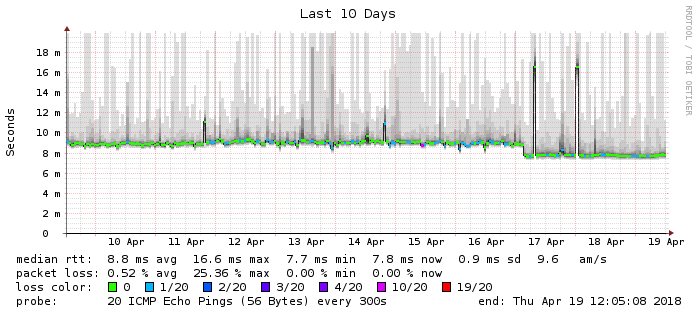 Last 10 Days
RRDTOOL / TOBI OETIKER
Seconds
18 m
16 m
14 m
12 m
10 m
8 m
6 m
4 m
2 m
0
10 Apr 11 Apr 12 Apr 13 Apr 14 Apr 15 Apr 16 Apr 17 Apr 18 Apr 19 Apr
median rtt: 8.8 ms avg 16.6 ms max 7.7 ms min 7.8 ms now 0.9 ms sd 9.6 am/s
packet loss: 0.52 % avg 25.36 % max 0.00 % min 0.00 % now
loss color: 0 1/20 2/20 3/20 4/20 10/20 19/20
probe: 20 ICMP Echo Pings (56 Bytes) every 300s end: Thu Apr 19 12:05:08 2018